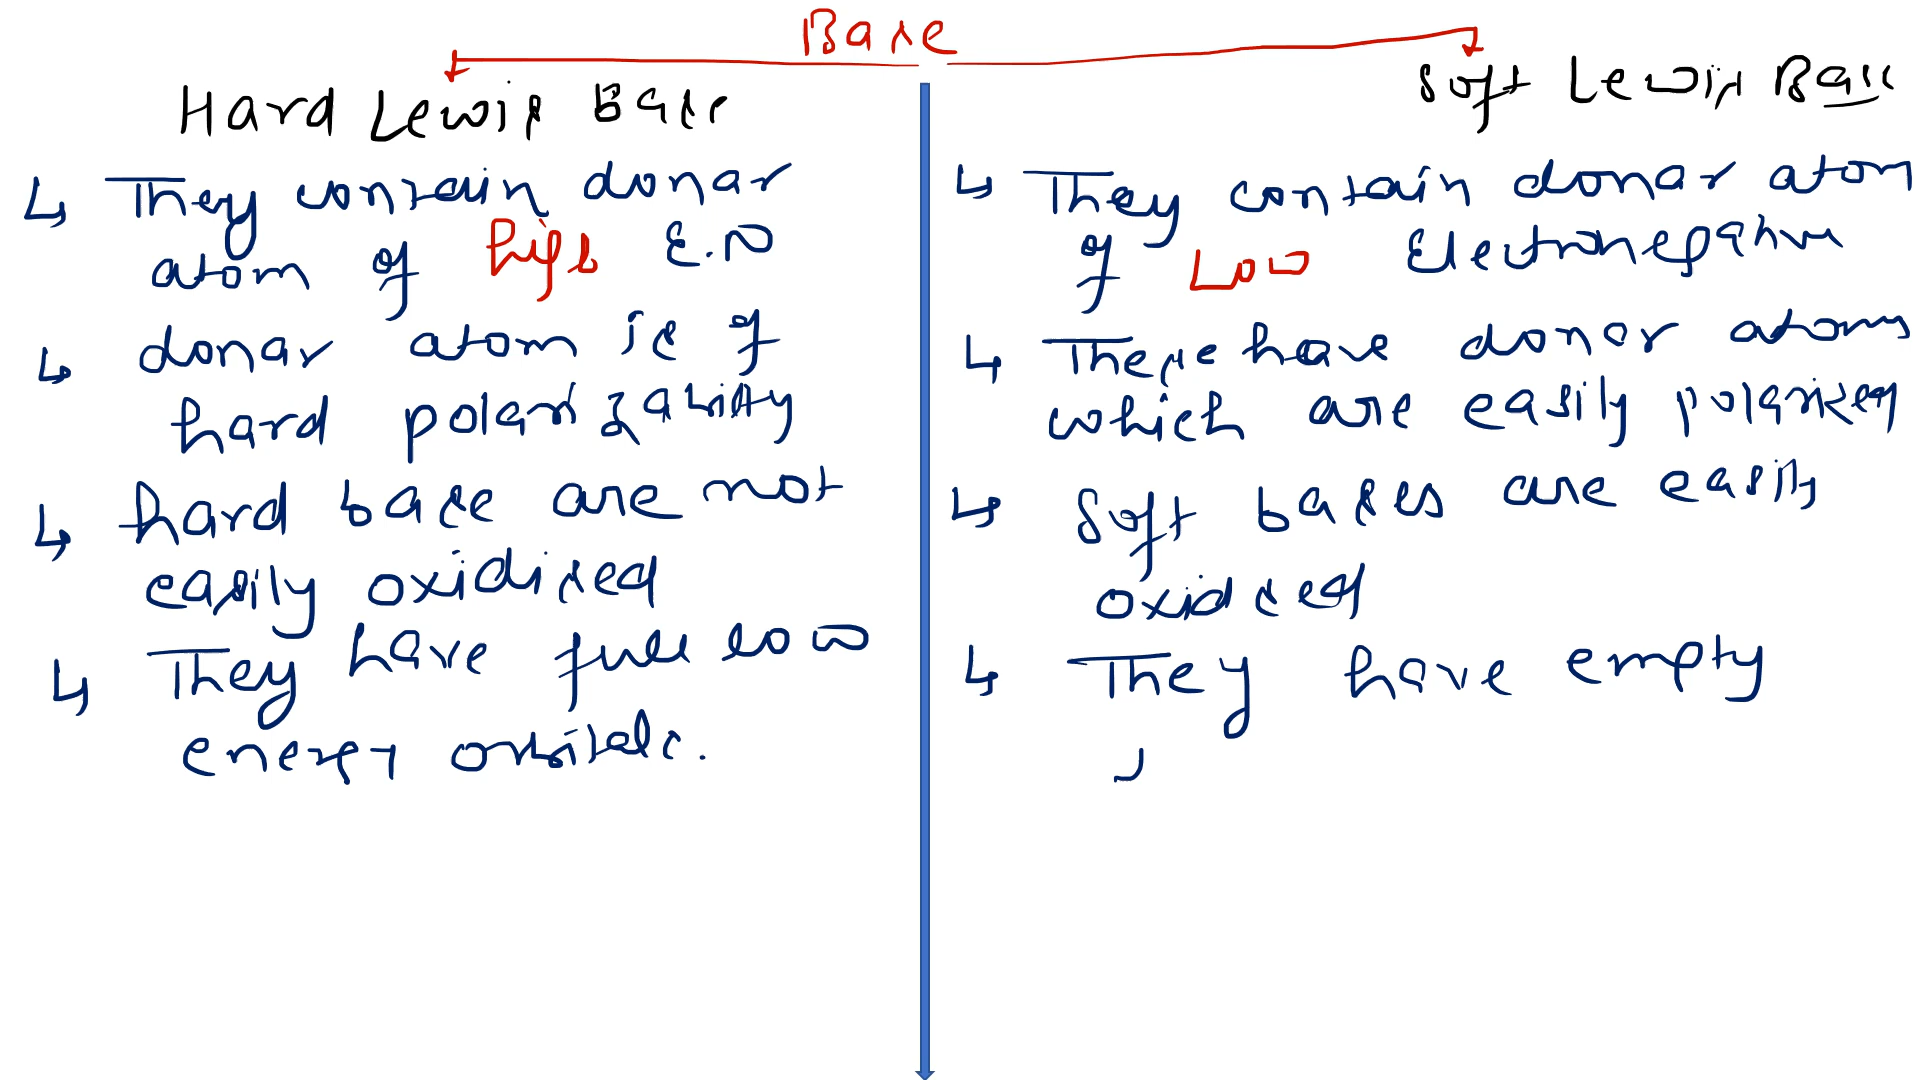 Base
Hard Lewis Base
↳ They contain donar
atom of high E.N
↳ donar atom is of
hard polarizability
↳ hard base are not
easily oxidised
↳ They have full low
energy orbitals.
Soft Lewis Base
↳ They contain donar atom
of Low Electronegative
↳ These have donor atoms
which are easily polarized
↳ Soft bases are easily
oxidsed
↳ They have empty